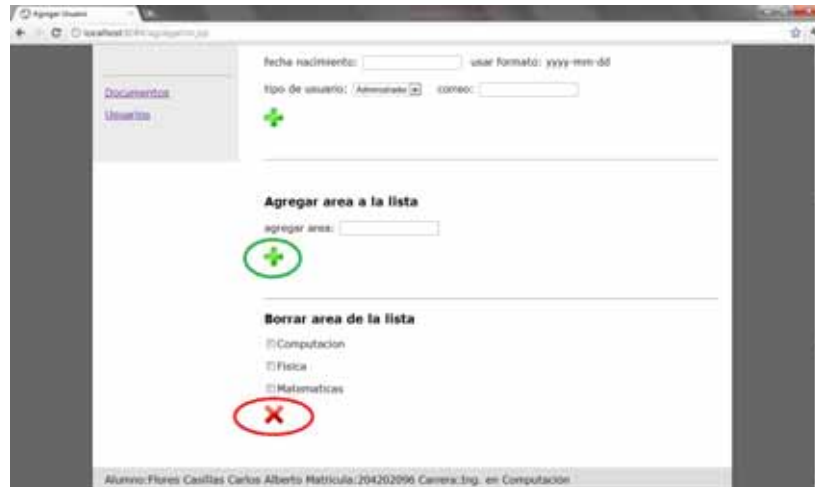 Agregar Usuario
localhost
fecha nacimiento: usar formato: yyyy-mm-dd
Documentos
tipo de usuario: Administrador correo:
Usuarios
Agregar area a la lista
agregar area:
Borrar area de la lista
Computacion
Fisica
Matematicas
Alumno:Flores Casillas Carlos Alberto Matricula:204202096 Carrera:Ing. en Computación